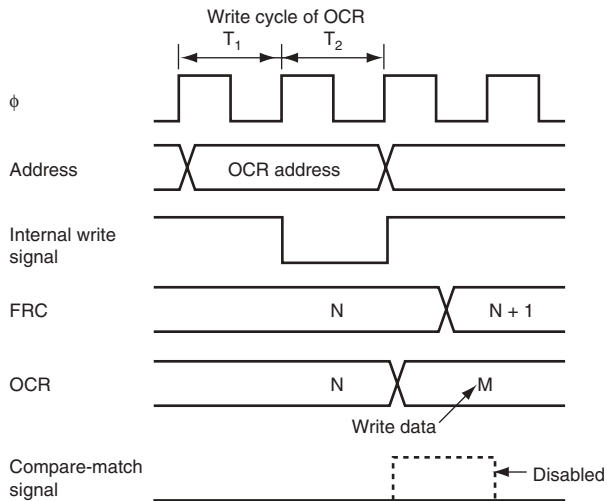 Write cycle of OCR
T1 T2
ϕ
Address OCR address
Internal write
signal
FRC N N + 1
OCR N M
Write data
Compare-match
signal Disabled